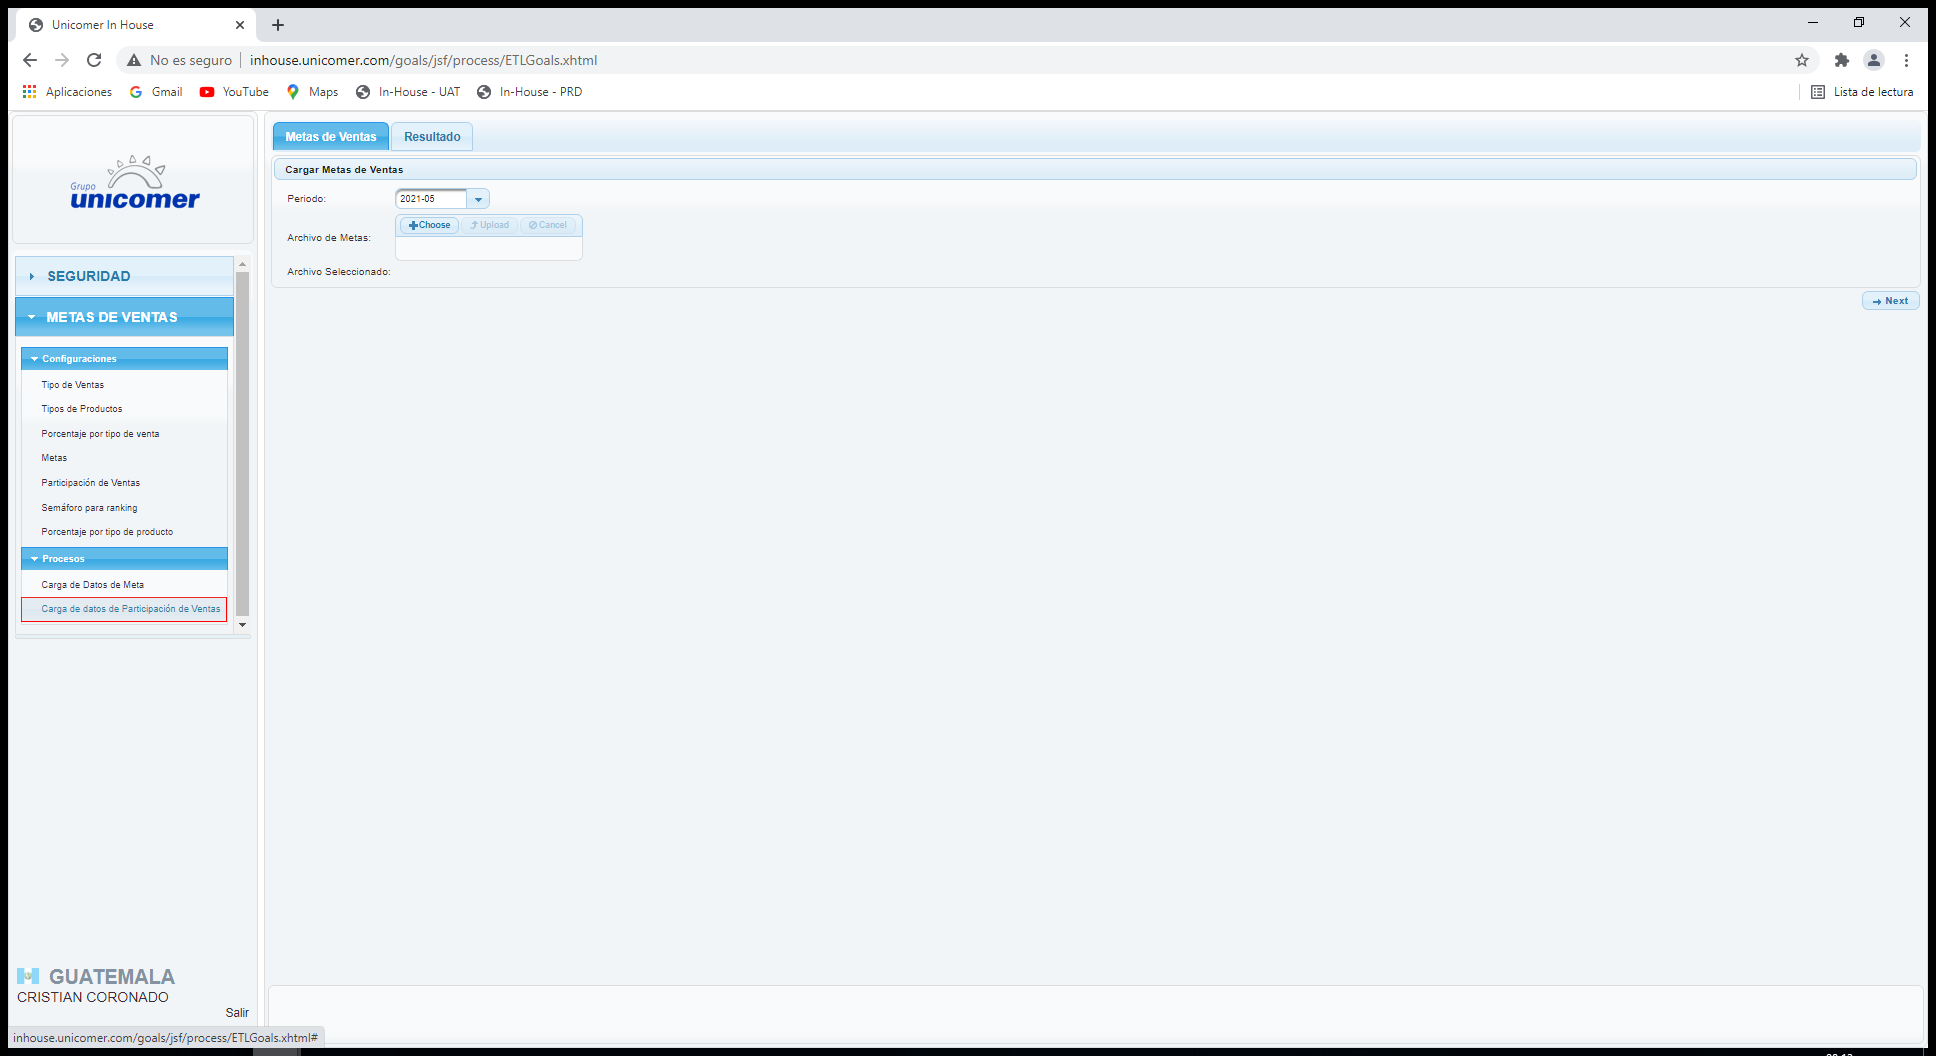 Unicomer In House
No es seguro
inhouse.unicomer.com/goals/jsf/process/ETLGoals.xhtml
Aplicaciones
Gmail
YouTube
Maps
In-House - UAT
In-House - PRD
Lista de lectura
Grupo
unicomer
SEGURIDAD
METAS DE VENTAS
Configuraciones
Tipo de Ventas
Tipos de Productos
Porcentaje por tipo de venta
Metas
Participación de Ventas
Semáforo para ranking
Porcentaje por tipo de producto
Procesos
Carga de Datos de Meta
Carga de datos de Participación de Ventas
GUATEMALA
CRISTIAN CORONADO
Salir
Metas de Ventas
Resultado
Cargar Metas de Ventas
Periodo:
2021-05
Archivo de Metas:
Choose
Upload
Cancel
Archivo Seleccionado:
Next
inhouse.unicomer.com/goals/jsf/process/ETLGoals.xhtml#